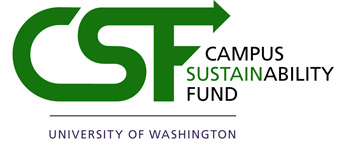 CSF
CAMPUS
SUSTAINABILITY
FUND
UNIVERSITY OF WASHINGTON